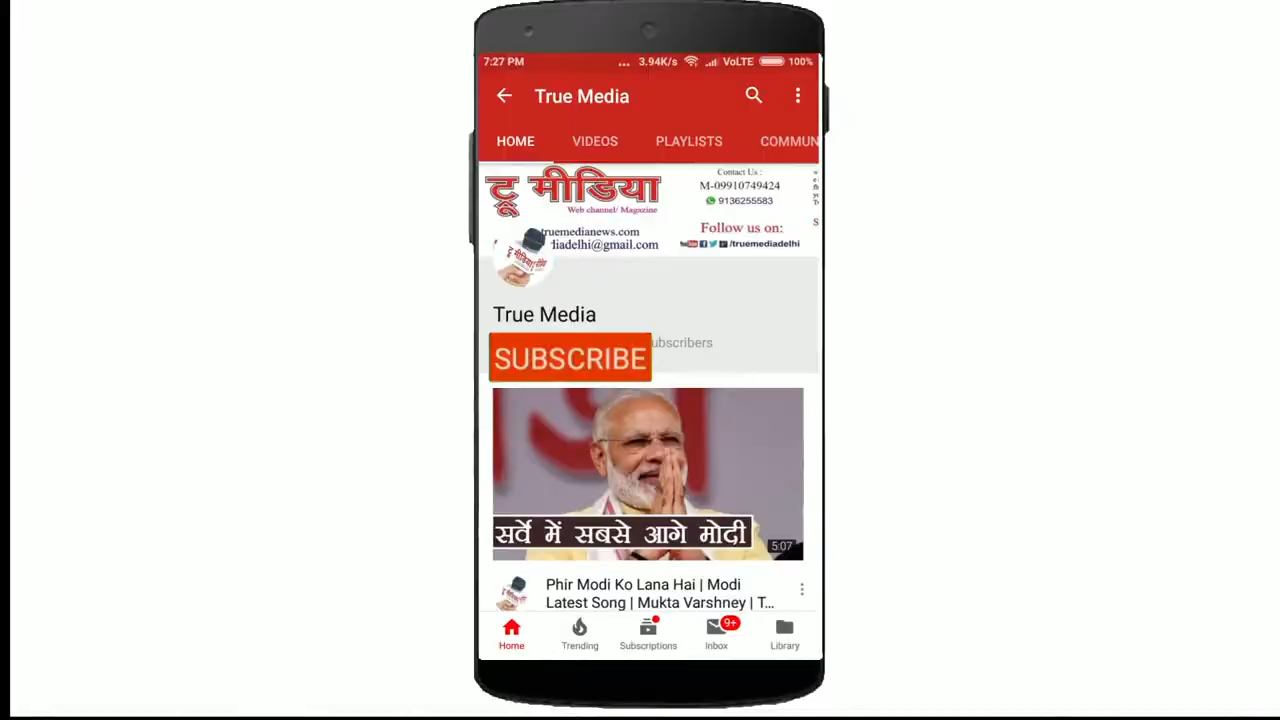 7:27 PM ... 3.94K/s VoLTE 100%
True Media
HOME VIDEOS PLAYLISTS COMMUN
ट्रू मीडिया
Web channel/ Magazine
Contact Us :
M-09910749424
9136255583
truemedianews.com
diadelhi@gmail.com
Follow us on:
/truemediadelhi
True Media
SUBSCRIBE
ubscribers
सर्वे में सबसे आगे मोदी
5:07
Phir Modi Ko Lana Hai | Modi
Latest Song | Mukta Varshney | T...
9+
Home Trending Subscriptions Inbox Library